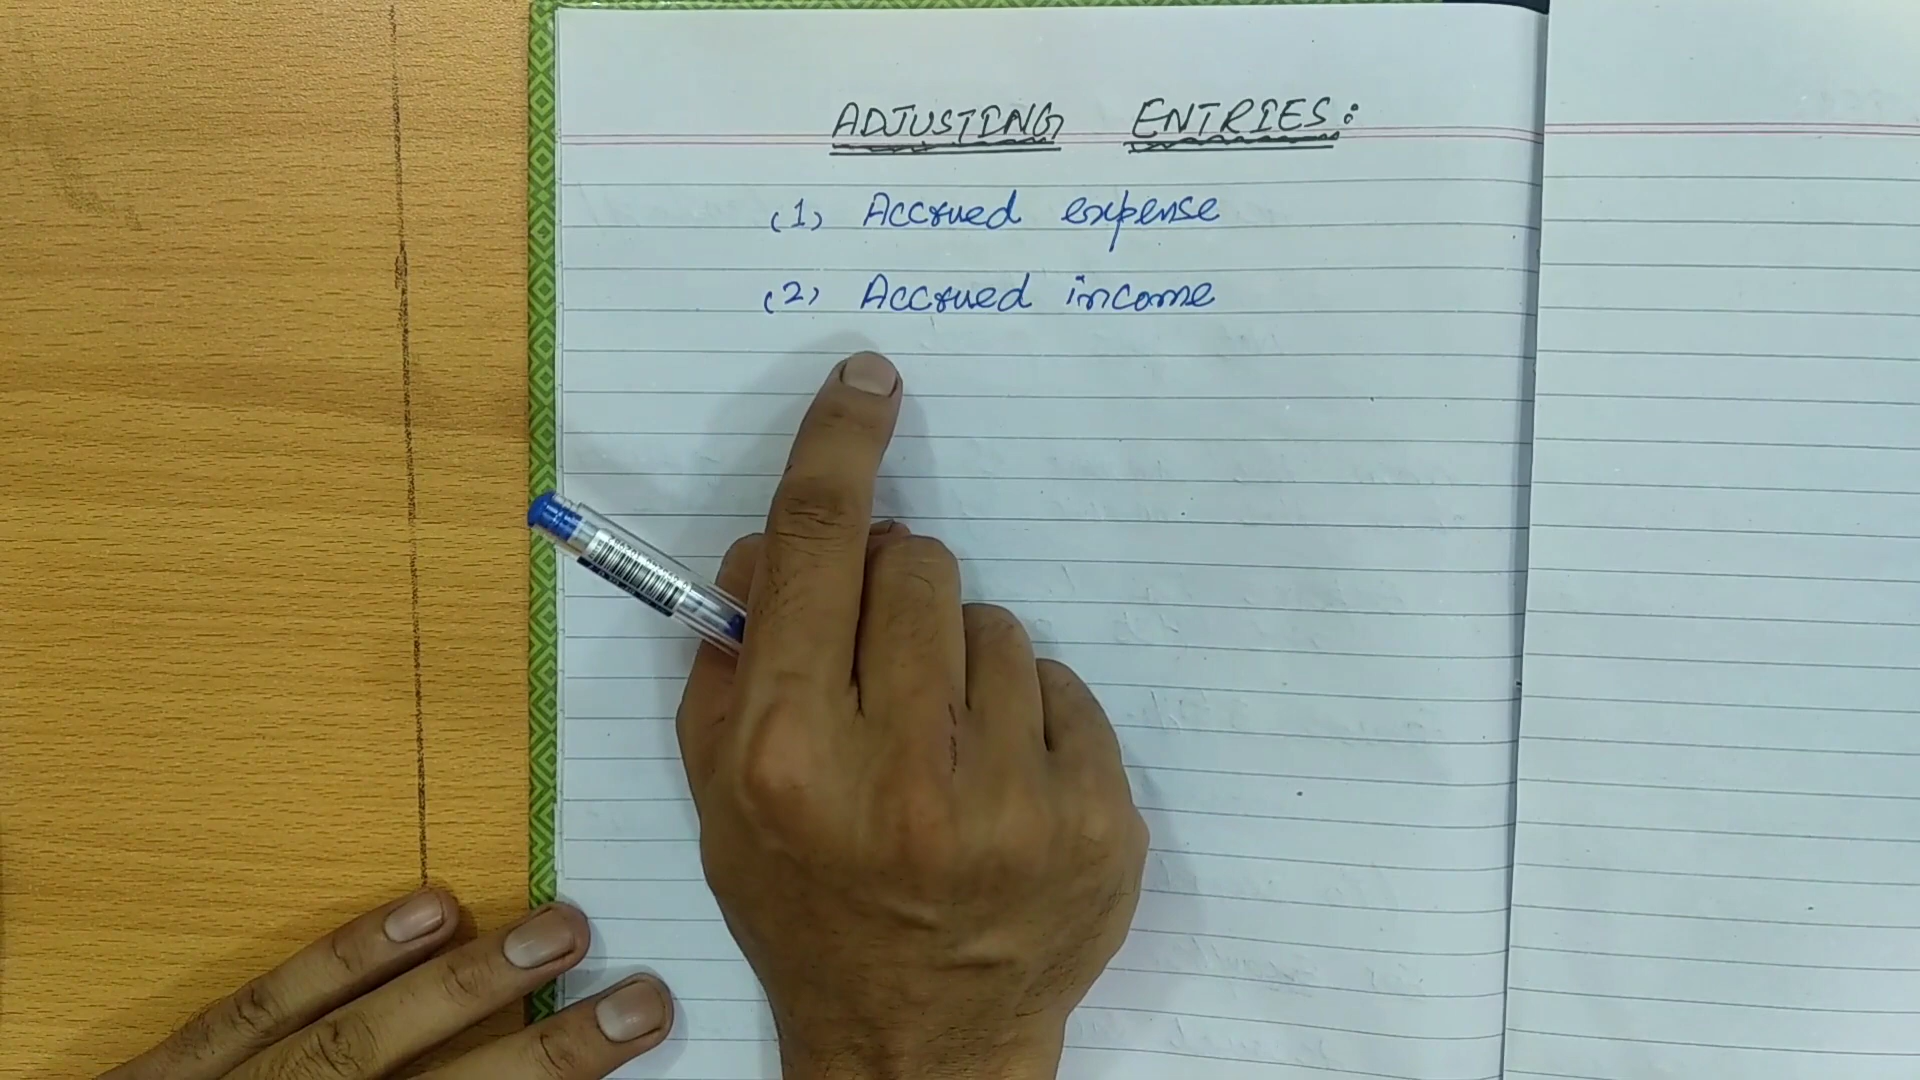 ADJUSTING ENTRIES:
(1) Accrued expense
(2) Accrued income